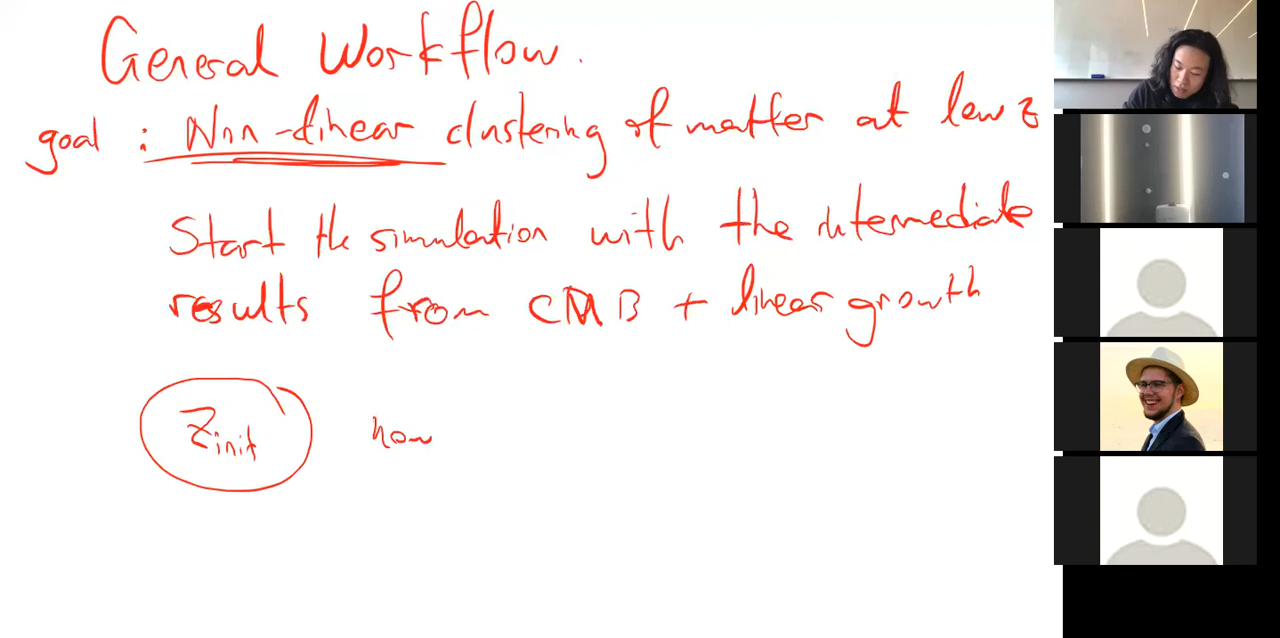 General Workflow.
goal : Non-linear clustering of matter at low z
Start the simulation with the intermediate
results from CMB + linear growth
Zinit how